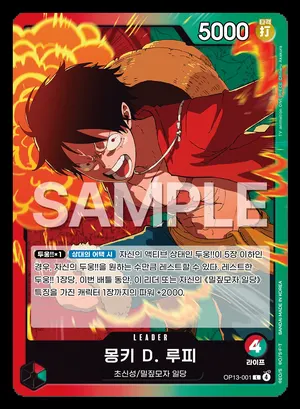 5000
타격
打
SAMPLE
두웅!!×1 상대의 어택 시 자신의 액티브 상태인 두웅!!이 5장 이하인
경우, 자신의 두웅!!을 원하는 수만큼 레스트할 수 있다. 레스트한
두웅!! 1장당, 이번 배틀 동안, 이 리더 또는 자신의 《밀짚모자 일당》
특징을 가진 캐릭터 1장까지의 파워 +2000.
LEADER
몽키 D. 루피
초신성/밀짚모자 일당
4
라이프
OP13-001 L